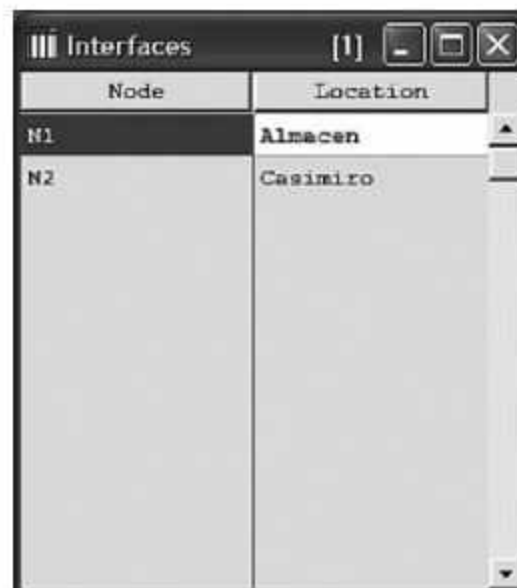 Interfaces [1]
Node Location
N1 Almacen
N2 Casimiro